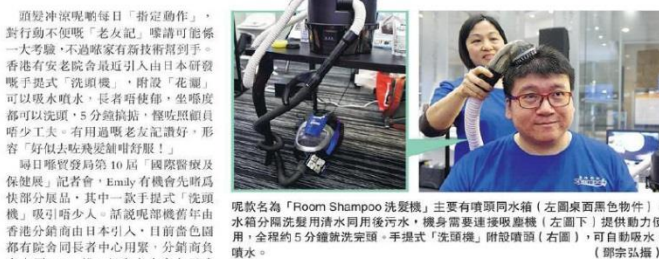 頭髮沖涼呢啲每日「指定動作」，
對行動不便嘅「老友記」嚟講可能係
一大考驗，不過𠵱家有新技術幫到手。
香港有安老院舍最近引入由日本研發
嘅手提式「洗頭機」，附設「花灑」
可以吸水噴水，長者唔使郁，坐喺度
都可以洗頭，5分鐘搞掂，慳咗照顧員
唔少工夫。有用過嘅老友記讚好，形
容「好似去咗飛髮舖咁舒服！」
尋日喺貿發局第10屆「國際醫療及
保健展」記者會，Emily有機會先睹為
快部分展品，其中一款手提式「洗頭
機」吸引唔少人。話説呢部機舊年由
香港分銷商由日本引入，目前嗇色園
都有院舍同長者中心用緊，分銷商負
呢款名為「Room Shampoo洗髮機」主要有噴頭同水箱（左圖桌面黑色物件）
水箱分隔洗髮用清水同用後污水，機身需要連接吸塵機（左圖下）提供動力使
用，全程約5分鐘就洗完頭。手提式「洗頭機」附設噴頭（右圖），可自動吸水
噴水。
（鄧宗弘攝）